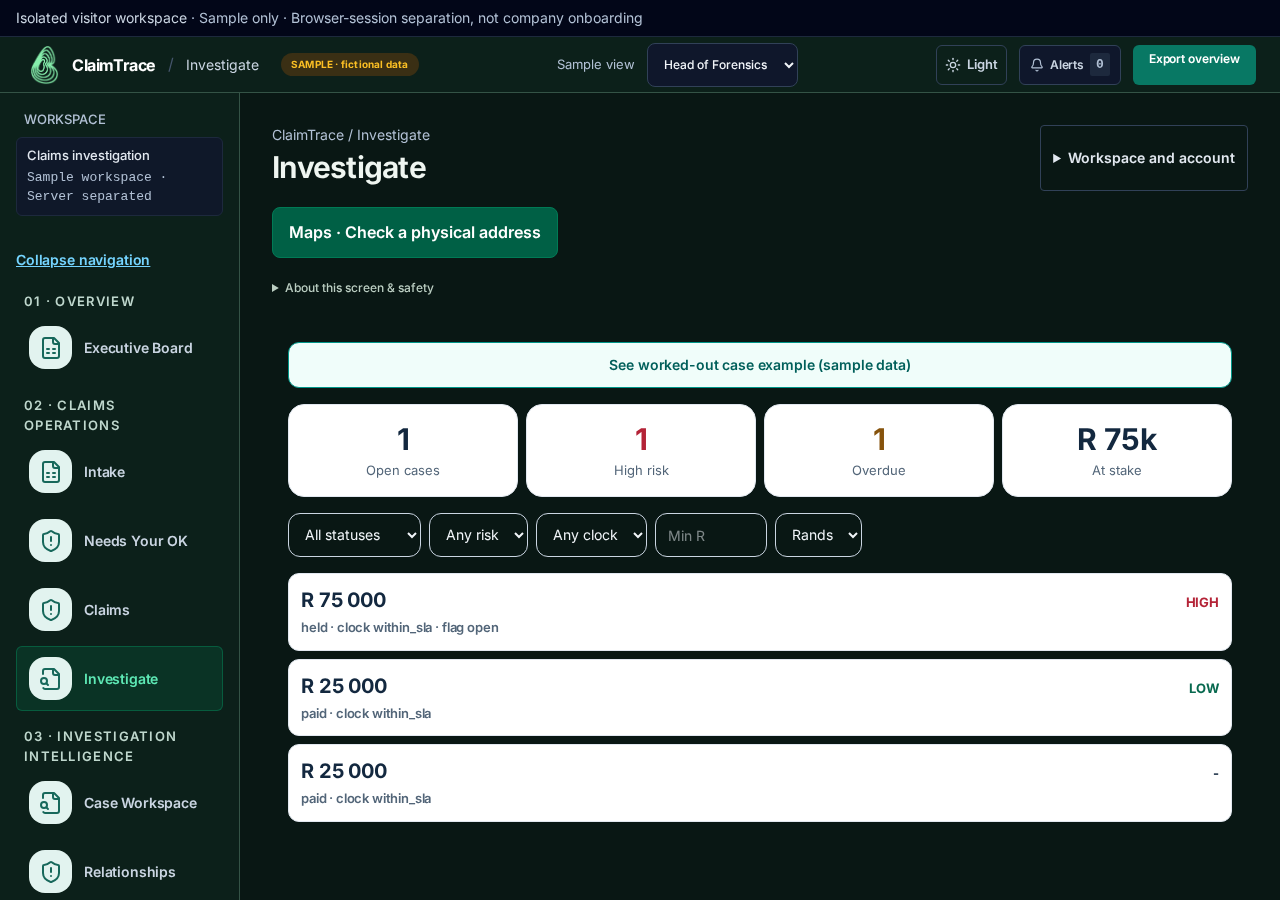 Isolated visitor workspace · Sample only · Browser-session separation, not company onboarding
ClaimTrace / Investigate
SAMPLE · fictional data
Sample view
Head of Forensics
Light
Alerts 0
Export overview
WORKSPACE
Claims investigation
Sample workspace ·
Server separated
Collapse navigation
01 · OVERVIEW
Executive Board
02 · CLAIMS
OPERATIONS
Intake
Needs Your OK
Claims
Investigate
03 · INVESTIGATION
INTELLIGENCE
Case Workspace
Relationships
ClaimTrace / Investigate
Investigate
Workspace and account
Maps · Check a physical address
About this screen & safety
See worked-out case example (sample data)
1
Open cases
1
High risk
1
Overdue
R 75k
At stake
All statuses
Any risk
Any clock
Min R
Rands
R 75 000
HIGH
held · clock within_sla · flag open
R 25 000
LOW
paid · clock within_sla
R 25 000
-
paid · clock within_sla